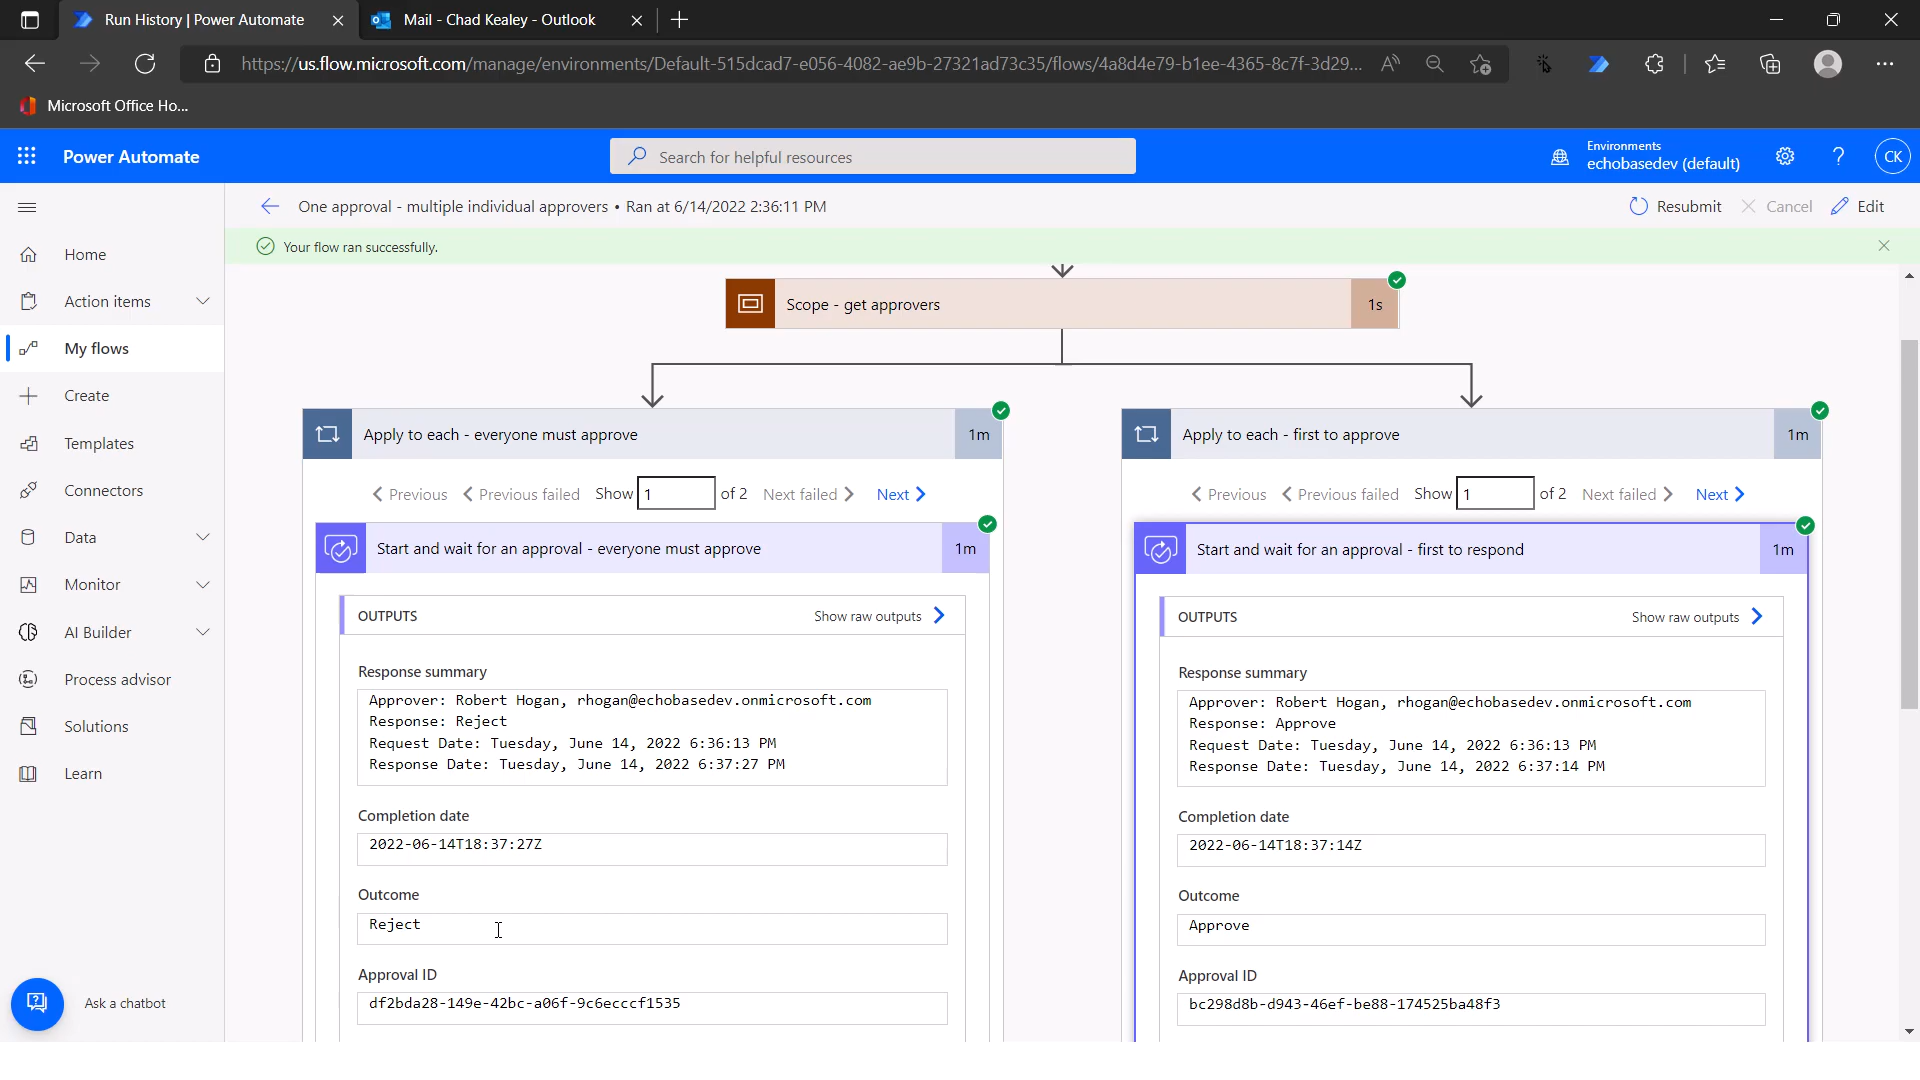 Run History | Power Automate
Mail - Chad Kealey - Outlook
https://us.flow.microsoft.com/manage/environments/Default-515dcad7-e056-4082-ae9b-27321ad73c35/flows/4a8d4e79-b1ee-4365-8c7f-3d29...
Microsoft Office Ho...
Power Automate
Search for helpful resources
Environments
echobasedev (default)
?
CK
One approval - multiple individual approvers • Ran at 6/14/2022 2:36:11 PM
Resubmit
Cancel
Edit
Your flow ran successfully.
Home
Action items
My flows
Create
Templates
Connectors
Data
Monitor
AI Builder
Process advisor
Solutions
Learn
Ask a chatbot
Scope - get approvers
1s
Apply to each - everyone must approve
1m
Previous Previous failed Show 1 of 2 Next failed Next
Start and wait for an approval - everyone must approve
1m
OUTPUTS
Show raw outputs
Response summary
Approver: Robert Hogan, rhogan@echobasedev.onmicrosoft.com
Response: Reject
Request Date: Tuesday, June 14, 2022 6:36:13 PM
Response Date: Tuesday, June 14, 2022 6:37:27 PM
Completion date
2022-06-14T18:37:27Z
Outcome
Reject
Approval ID
df2bda28-149e-42bc-a06f-9c6ecccf1535
Apply to each - first to approve
1m
Previous Previous failed Show 1 of 2 Next failed Next
Start and wait for an approval - first to respond
1m
OUTPUTS
Show raw outputs
Response summary
Approver: Robert Hogan, rhogan@echobasedev.onmicrosoft.com
Response: Approve
Request Date: Tuesday, June 14, 2022 6:36:13 PM
Response Date: Tuesday, June 14, 2022 6:37:14 PM
Completion date
2022-06-14T18:37:14Z
Outcome
Approve
Approval ID
bc298d8b-d943-46ef-be88-174525ba48f3